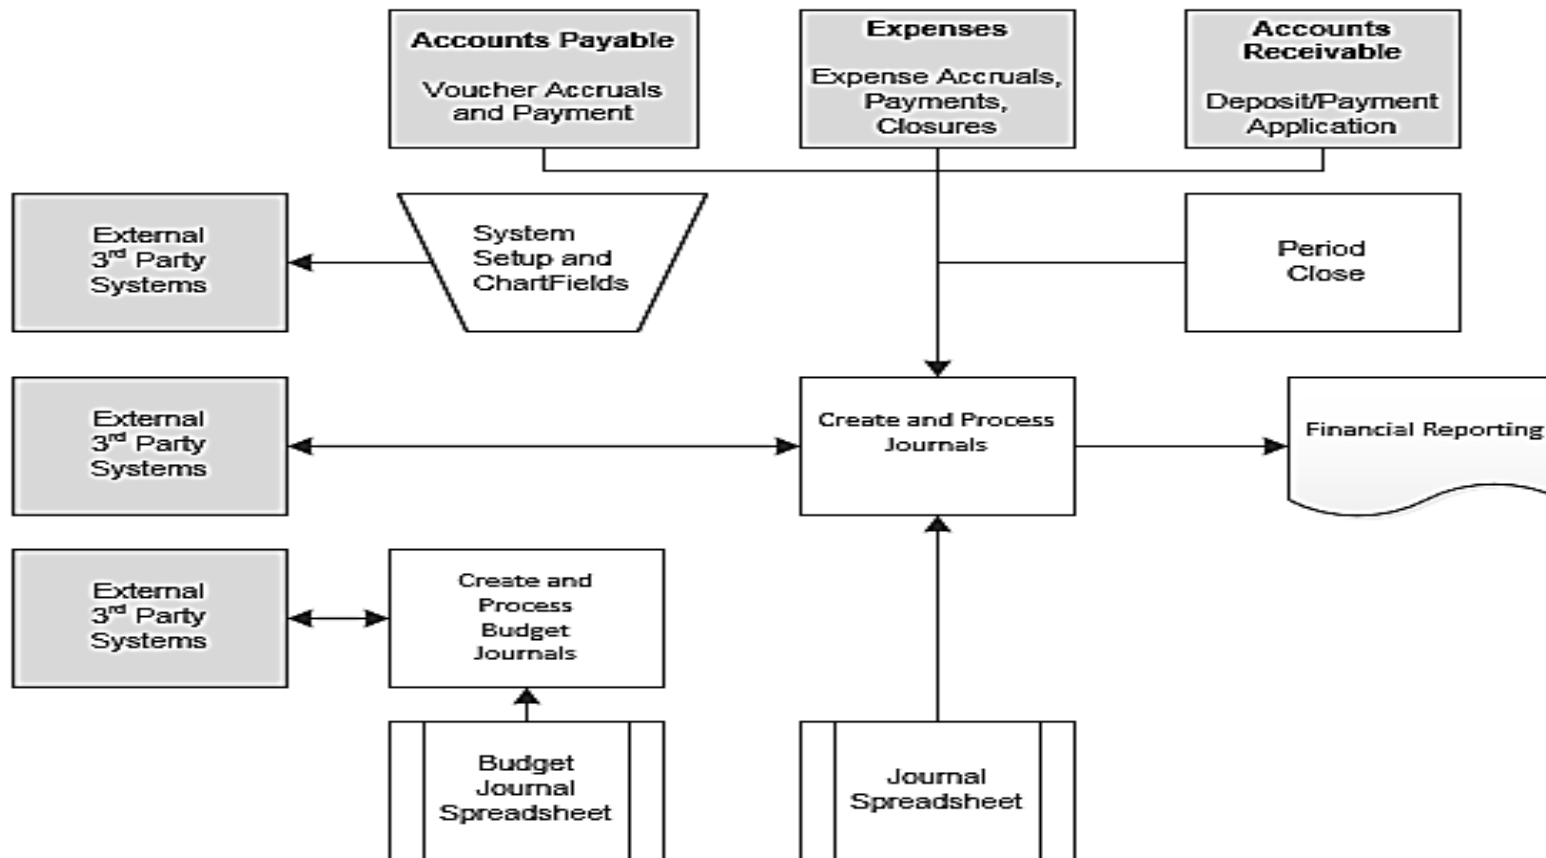 Accounts Payable
Voucher Accruals
and Payment
Expenses
Expense Accruals,
Payments,
Closures
Accounts
Receivable
Deposit/Payment
Application
External
3rd Party
Systems
System
Setup and
ChartFields
Period
Close
External
3rd Party
Systems
Create and Process
Journals
Financial Reporting
External
3rd Party
Systems
Create and
Process
Budget
Journals
Budget
Journal
Spreadsheet
Journal
Spreadsheet